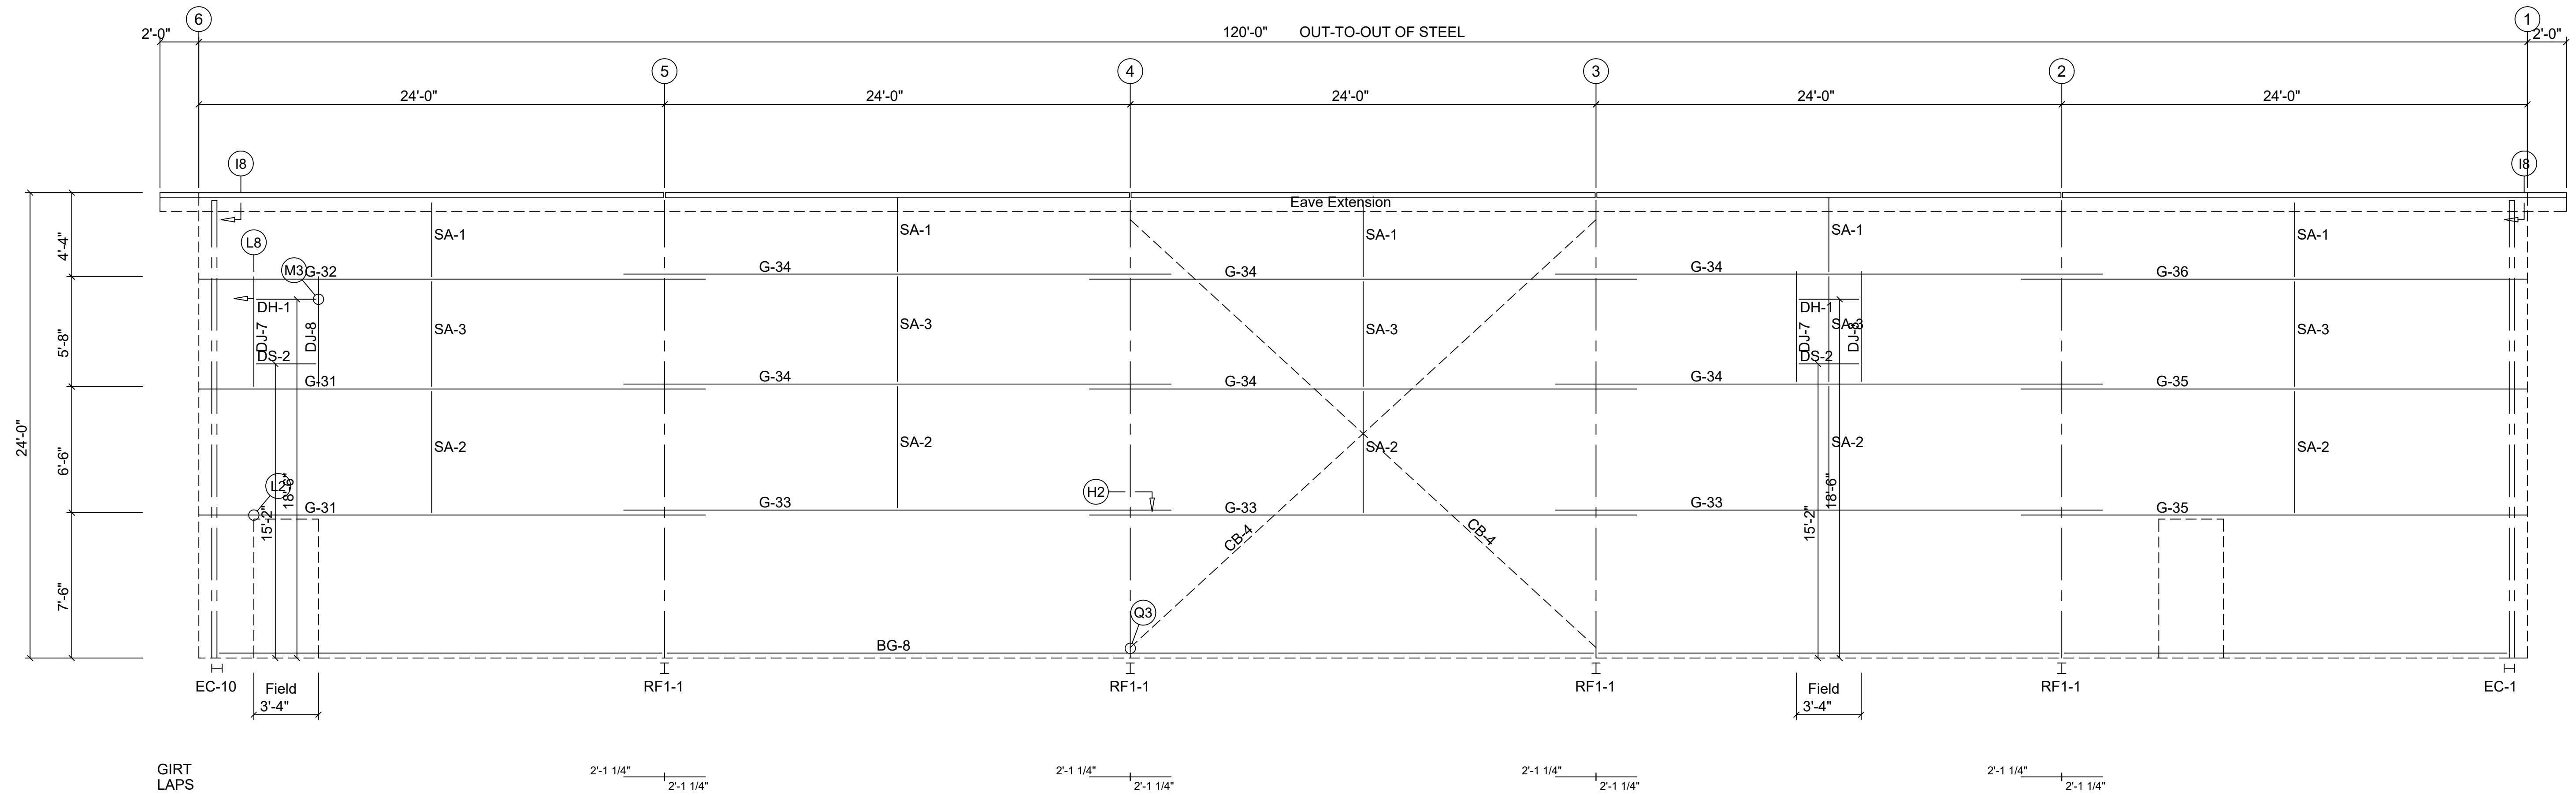 6
1
2'-0"
120'-0" OUT-TO-OUT OF STEEL
2'-0"
5
4
3
2
24'-0"
24'-0"
24'-0"
24'-0"
24'-0"
I8
I8
Eave Extension
L8
SA-1
SA-1
SA-1
SA-1
SA-1
4'-4"
M3
G-32
G-34
G-34
G-34
G-36
DH-1
DH-1
DJ-7
DJ-8
DJ-7
DJ-8
SA-3
SA-3
SA-3
SA-3
SA-3
5'-8"
DS-2
DS-2
G-31
G-34
G-34
G-34
G-35
24'-0"
6'-6"
SA-2
SA-2
SA-2
SA-2
SA-2
L2
18'-6"
H2
18'-6"
G-31
G-33
G-33
G-33
G-35
15'-2"
15'-2"
CB-4
CB-4
7'-6"
Q3
BG-8
EC-10
Field
3'-4"
RF1-1
RF1-1
RF1-1
Field
3'-4"
RF1-1
EC-1
GIRT
LAPS
2'-1 1/4"
2'-1 1/4"
2'-1 1/4"
2'-1 1/4"
2'-1 1/4"
2'-1 1/4"
2'-1 1/4"
2'-1 1/4"